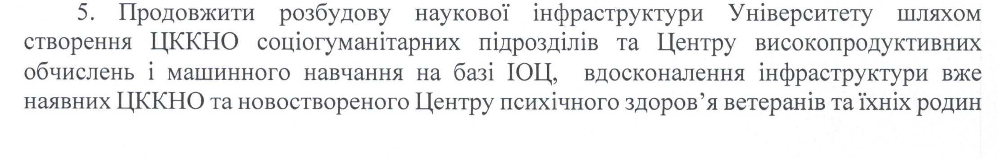 5. Продовжити розбудову наукової інфраструктури Університету шляхом
створення ЦККНО соціогуманітарних підрозділів та Центру високопродуктивних
обчислень і машинного навчання на базі ІОЦ, вдосконалення інфраструктури вже
наявних ЦККНО та новоствореного Центру психічного здоров’я ветеранів та їхніх родин